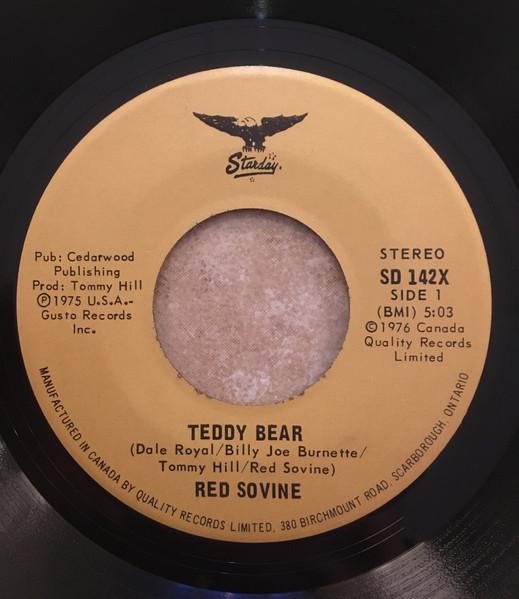 Starday.
Pub: Cedarwood
Publishing
Prod: Tommy Hill
Ⓟ1975 U.S.A.-
Gusto Records
Inc.
STEREO
SD 142X
SIDE 1
(BMI) 5:03
©1976 Canada
Quality Records
Limited
TEDDY BEAR
(Dale Royal/Billy Joe Burnette/
Tommy Hill/Red Sovine)
RED SOVINE
MANUFACTURED IN CANADA BY QUALITY RECORDS LIMITED, 380 BIRCHMOUNT ROAD, SCARBOROUGH, ONTARIO